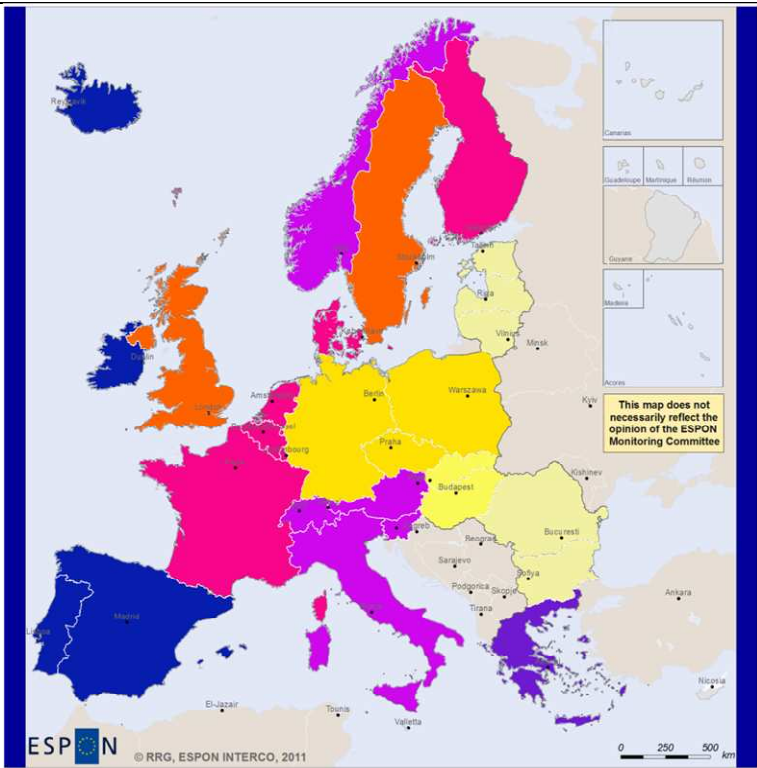 Reykjavik
Canarias
Guadeloupe
Martinique
Réunion
Guyane
Madeira
Acores
Stockholm
Tallinn
Riga
Vilnius
Minsk
Dublin
London
Berlin
Warszawa
Kyiv
This map does not
necessarily reflect the
opinion of the ESPON
Monitoring Committee
Praha
Kishinev
Budapest
Bucuresti
Beograd
Sarajevo
Sofiya
Podgorica
Skopje
Tirana
Ankara
Madrid
Lisboa
Nicosia
El-Jazair
Tounis
Valletta
ESPON
© RRG, ESPON INTERCO, 2011
0 250 500
km